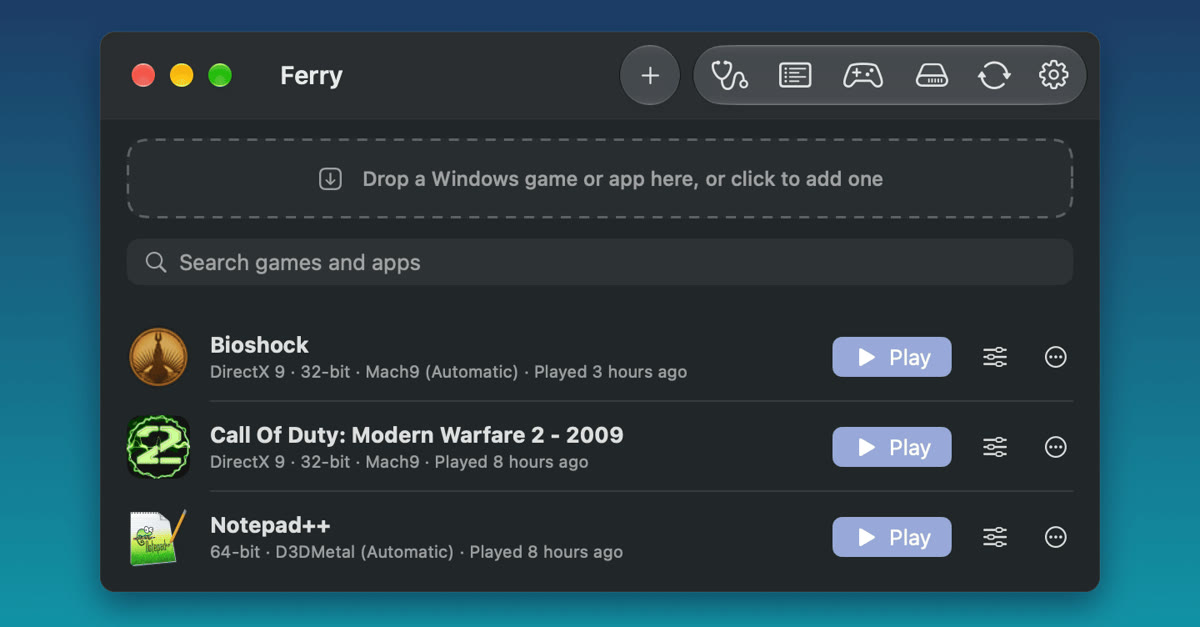 Ferry
Drop a Windows game or app here, or click to add one
Search games and apps
Bioshock
DirectX 9 · 32-bit · Mach9 (Automatic) · Played 3 hours ago
Play
2
Call Of Duty: Modern Warfare 2 - 2009
DirectX 9 · 32-bit · Mach9 · Played 8 hours ago
Play
Notepad++
Notepad++
64-bit · D3DMetal (Automatic) · Played 8 hours ago
Play